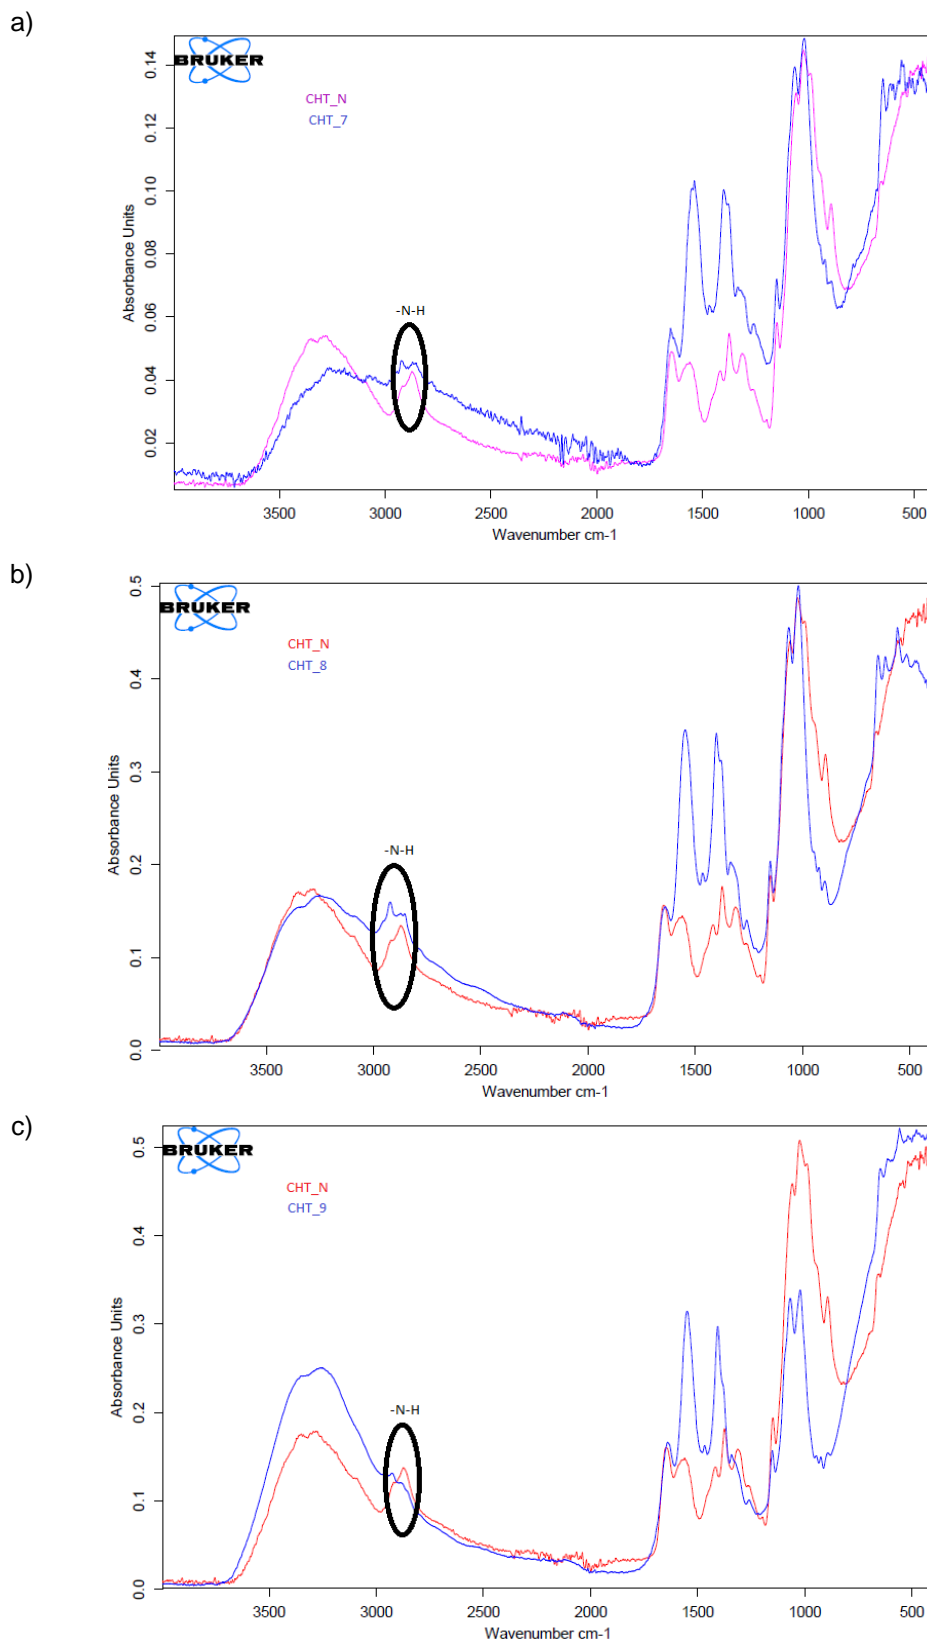 a)
BRUKER
CHT_N
CHT_7
-N-H
Absorbance Units
0.02 0.04 0.06 0.08 0.10 0.12 0.14
3500 3000 2500 2000 1500 1000 500
Wavenumber cm-1
b)
BRUKER
CHT_N
CHT_8
-N-H
Absorbance Units
0.0 0.1 0.2 0.3 0.4 0.5
3500 3000 2500 2000 1500 1000 500
Wavenumber cm-1
c)
BRUKER
CHT_N
CHT_9
-N-H
Absorbance Units
0.0 0.1 0.2 0.3 0.4 0.5
3500 3000 2500 2000 1500 1000 500
Wavenumber cm-1